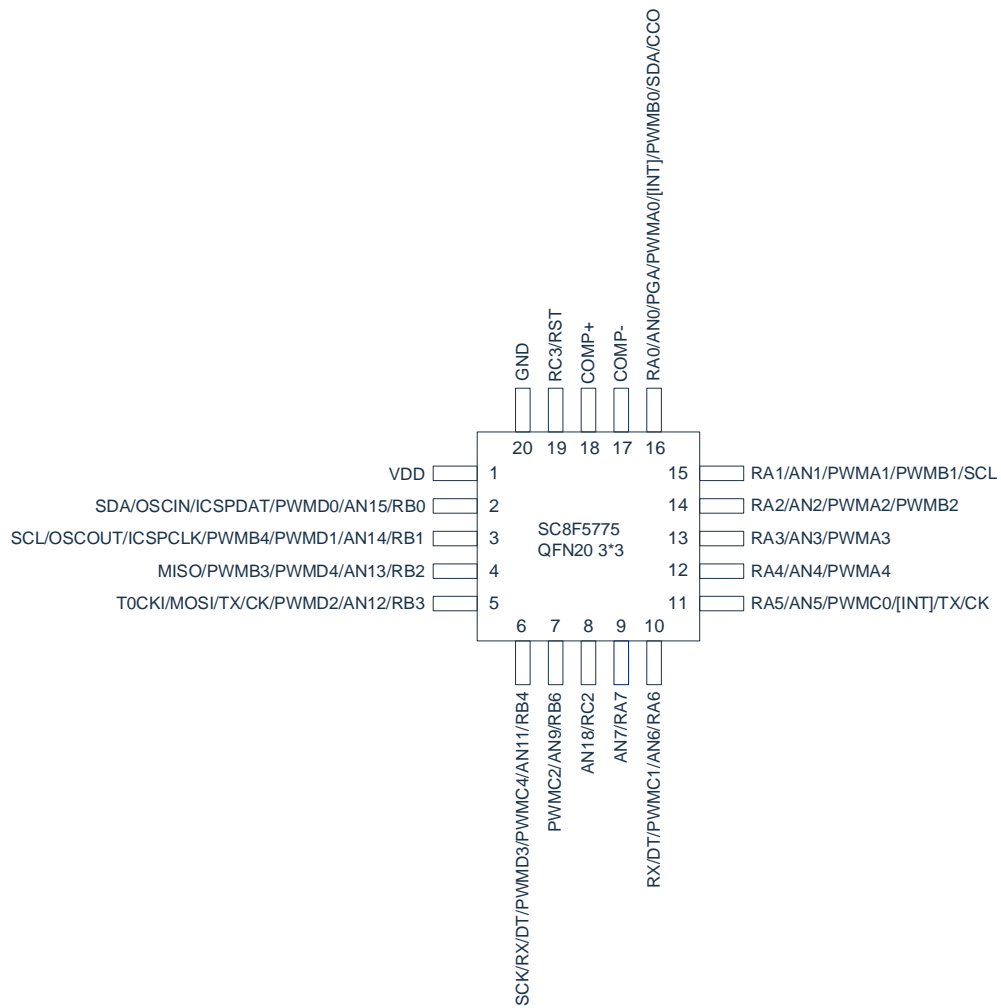 RA0/AN0/PGA/PWMA0/[INT]/PWMB0/SDA/CCO
GND
RC3/RST
COMP+
COMP-
20
19
18
17
16
VDD
1
15
RA1/AN1/PWMA1/PWMB1/SCL
SDA/OSCIN/ICSPDAT/PWMD0/AN15/RB0
2
14
RA2/AN2/PWMA2/PWMB2
SCL/OSCOUT/ICSPCLK/PWMB4/PWMD1/AN14/RB1
3
SC8F5775
QFN20 3*3
13
RA3/AN3/PWMA3
MISO/PWMB3/PWMD4/AN13/RB2
4
12
RA4/AN4/PWMA4
T0CKI/MOSI/TX/CK/PWMD2/AN12/RB3
5
11
RA5/AN5/PWMC0/[INT]/TX/CK
6
7
8
9
10
SCK/RX/DT/PWMD3/PWMC4/AN11/RB4
PWMC2/AN9/RB6
AN18/RC2
AN7/RA7
RX/DT/PWMC1/AN6/RA6